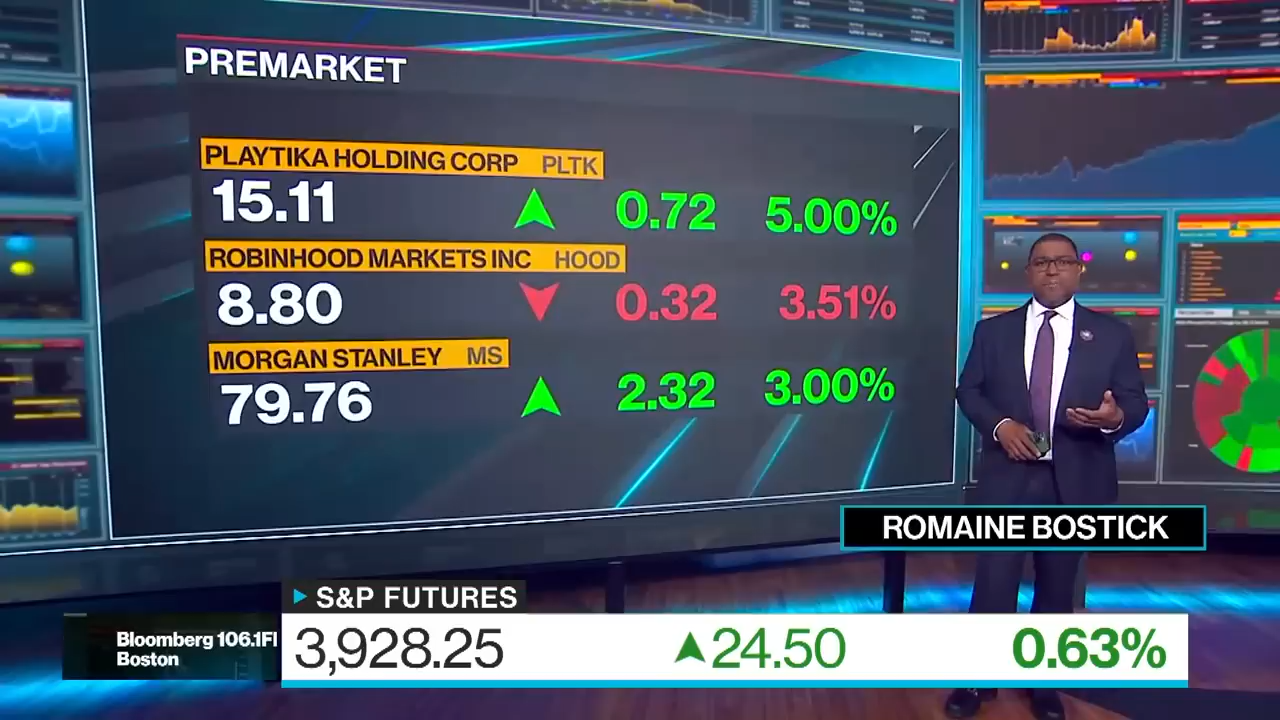 PREMARKET
PLAYTIKA HOLDING CORP PLTK
15.11 ▲ 0.72 5.00%
ROBINHOOD MARKETS INC HOOD
8.80 ▼ 0.32 3.51%
MORGAN STANLEY MS
79.76 ▲ 2.32 3.00%
ROMAINE BOSTICK
S&P FUTURES
Bloomberg 106.1F
Boston
3,928.25 ▲24.50 0.63%